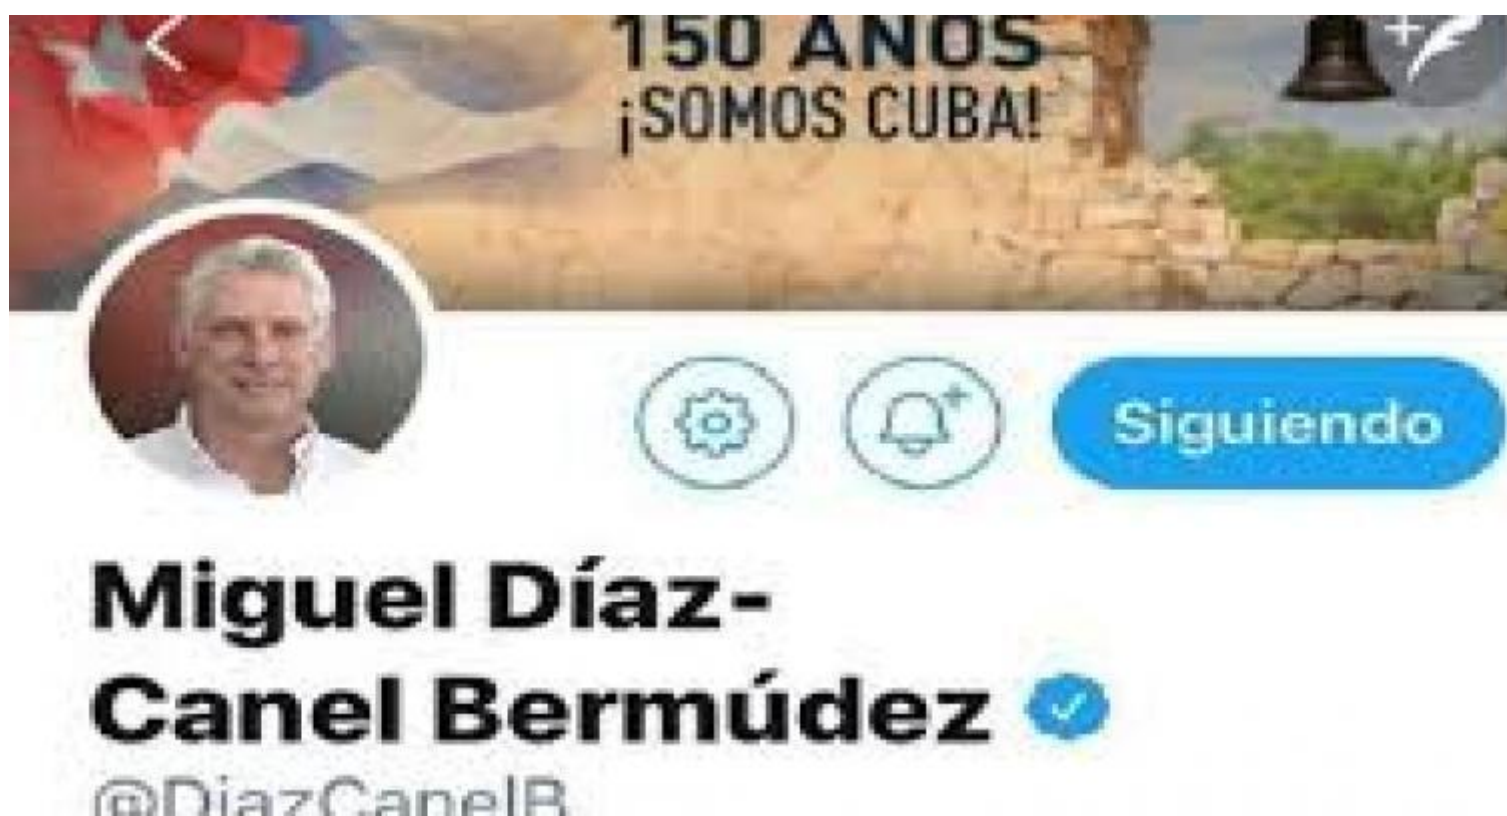 150 AÑOS
¡SOMOS CUBA!
Siguiendo
Miguel Díaz-
Canel Bermúdez
@DiazCanelB